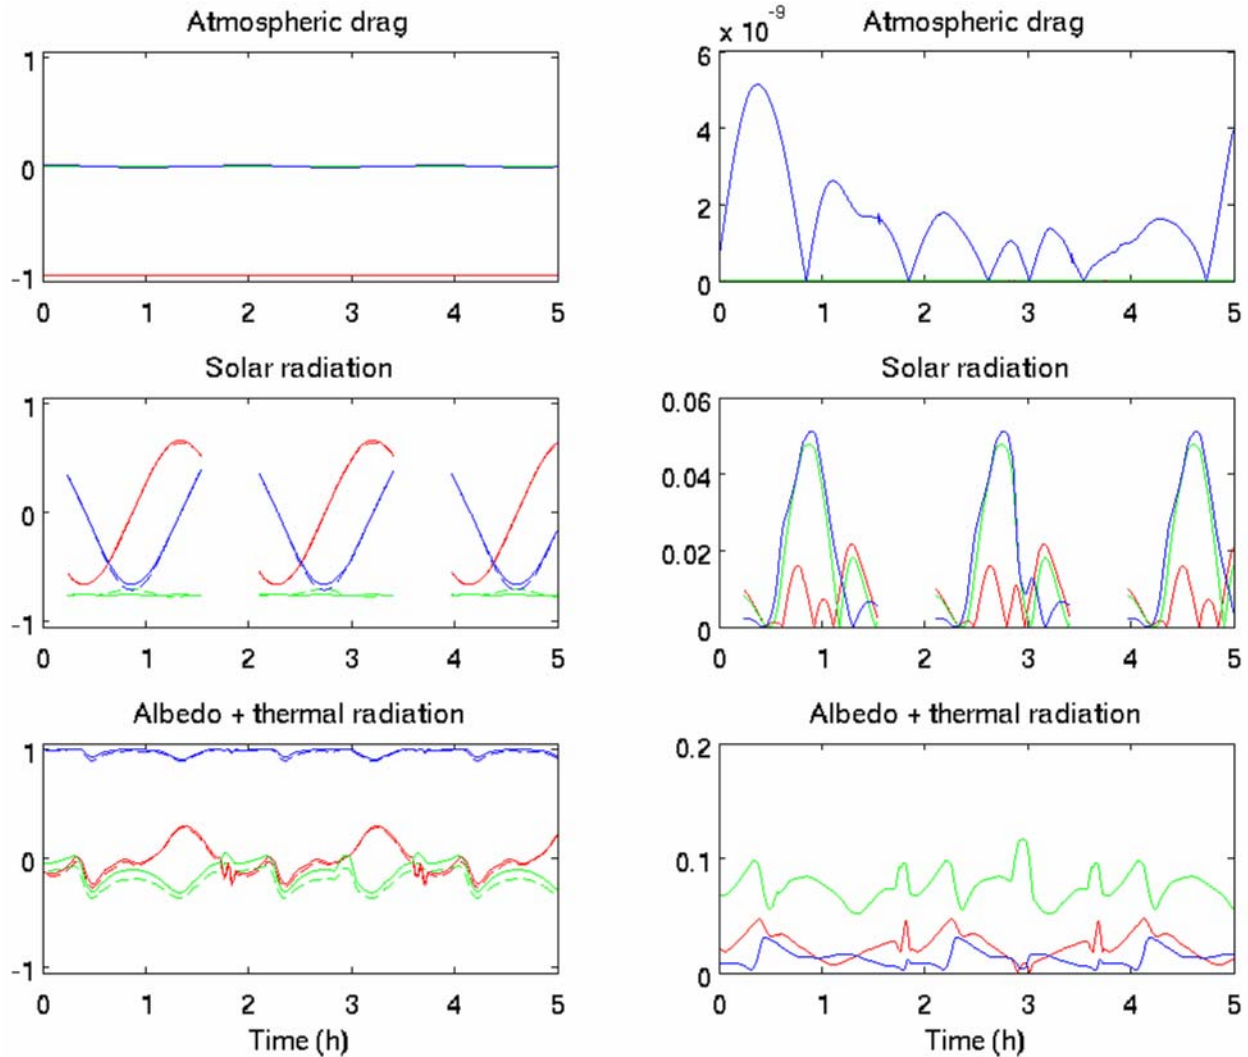 Atmospheric drag
1
0
−1
0 1 2 3 4 5
Atmospheric drag
x 10⁻⁹
6
4
2
0
0 1 2 3 4 5
Solar radiation
1
0
−1
0 1 2 3 4 5
Solar radiation
0.06
0.04
0.02
0
0 1 2 3 4 5
Albedo + thermal radiation
1
0
−1
0 1 2 3 4 5
Time (h)
Albedo + thermal radiation
0.2
0.1
0
0 1 2 3 4 5
Time (h)